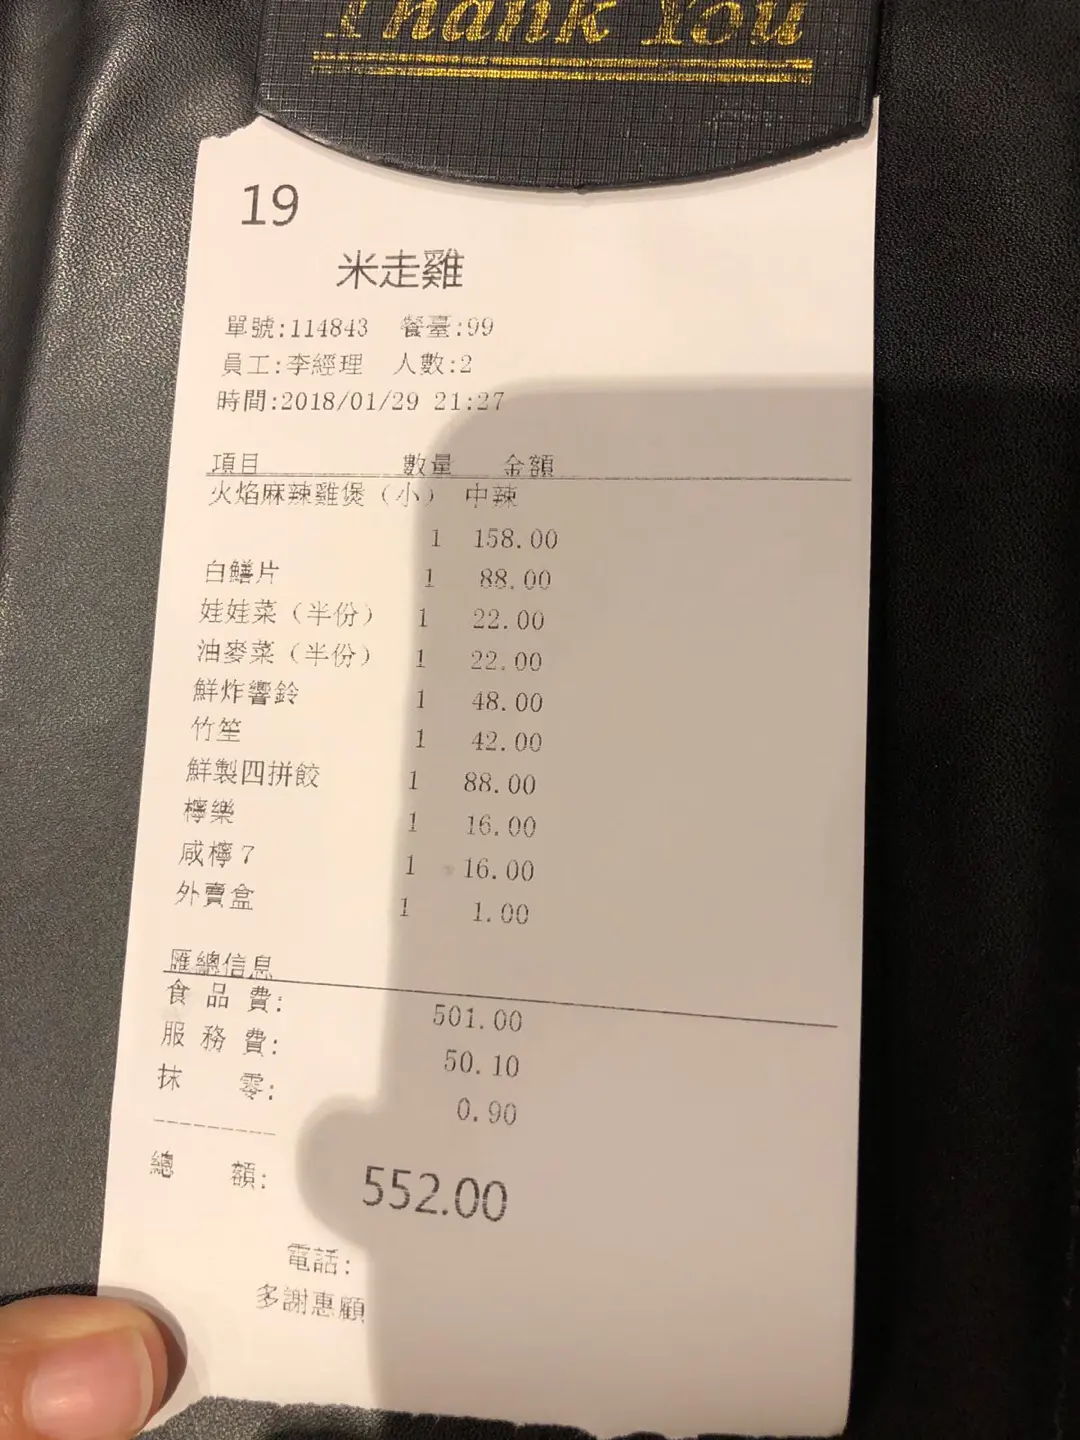 Thank You
19
米走雞
單號:114843 餐臺:99
員工:李經理 人數:2
時間:2018/01/29 21:27
項目 數量 金額
火焰麻辣雞煲（小） 中辣
1 158.00
白鱔片 1 88.00
娃娃菜（半份） 1 22.00
油麥菜（半份） 1 22.00
鮮炸響鈴 1 48.00
竹笙 1 42.00
鮮製四拼餃 1 88.00
檸樂 1 16.00
咸檸7 1 16.00
外賣盒 1 1.00
匯總信息
食品費: 501.00
服務費: 50.10
抹零: 0.90
總額: 552.00
電話:
多謝惠顧